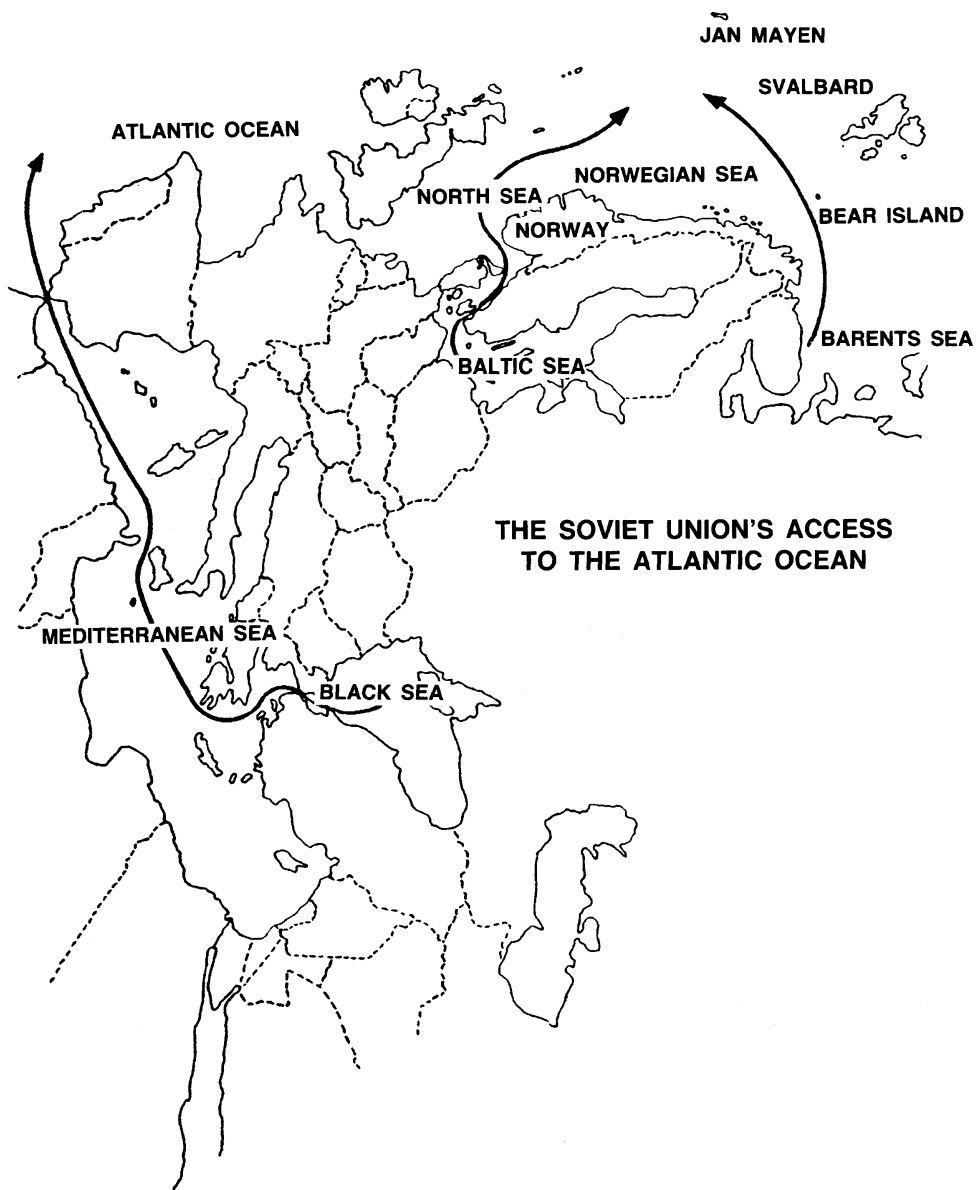 JAN MAYEN
SVALBARD
ATLANTIC OCEAN
NORWEGIAN SEA
NORTH SEA
BEAR ISLAND
NORWAY
BARENTS SEA
BALTIC SEA
THE SOVIET UNION'S ACCESS
TO THE ATLANTIC OCEAN
MEDITERRANEAN SEA
BLACK SEA